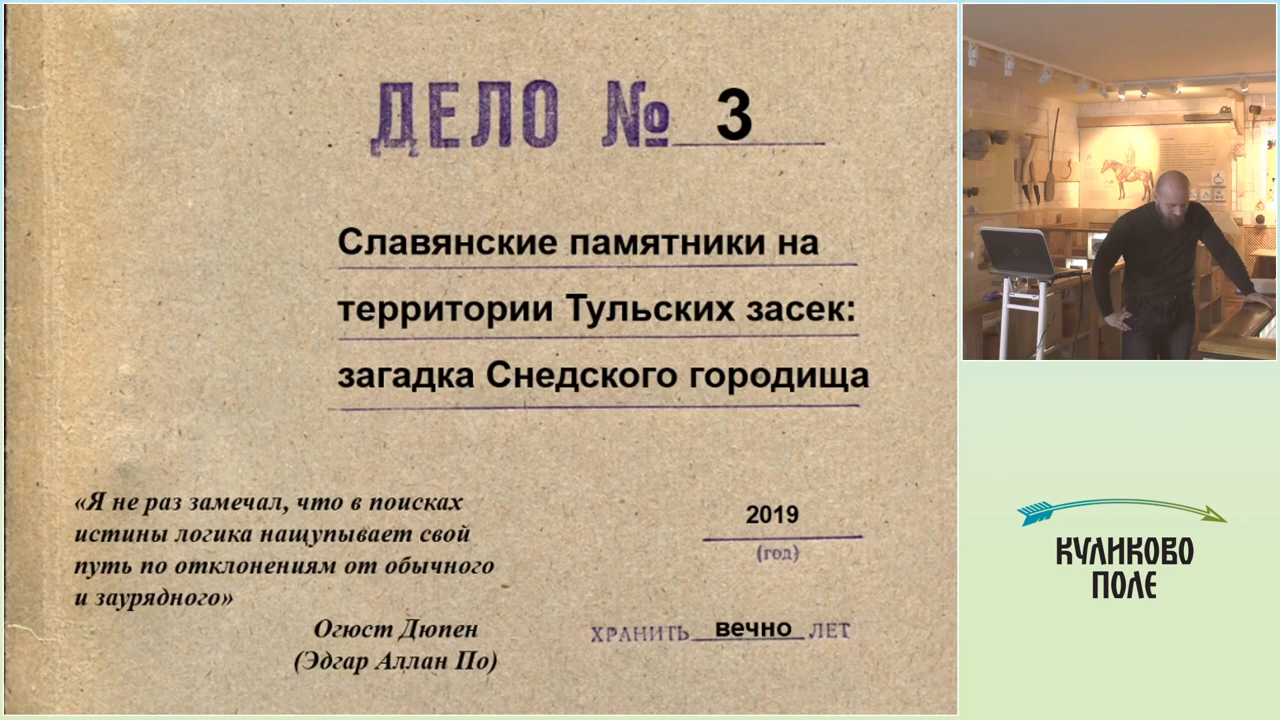 ДЕЛО № 3
Славянские памятники на
территории Тульских засек:
загадка Снедского городища
«Я не раз замечал, что в поисках
истины логика нащупывает свой
путь по отклонениям от обычного
и заурядного»
Огюст Дюпен
(Эдгар Аллан По)
2019
(год)
ХРАНИТЬ вечно ЛЕТ
КУЛИКОВО
ПОЛЕ